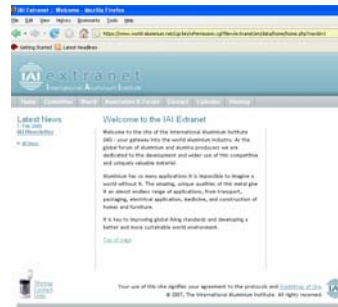 IAI Extranet | Welcome - Mozilla Firefox
File Edit View History Bookmarks Tools Help
Getting Started Latest Headlines
IAI extranet
International Aluminium Institute
Home Committee Board Association & Forums Contact Calendar Sitemap
Latest News
IAI Newsletter
Welcome to the IAI Extranet
Welcome to the site of the International Aluminium Institute
(IAI) - your gateway into the world aluminium industry. As the
global forum of aluminium and alumina producers we are
dedicated to the development and wider use of this competitive
and uniquely valuable material.
Aluminium has so many applications it is impossible to imagine a
world without it. The amazing, unique qualities of this metal give
it an almost endless range of applications, from transport,
packaging, electrical application, medicine, and construction of
homes and furniture.
It is key to improving global living standards and developing a
better and more sustainable world environment.
Top of page
Sitemap
Contact
Your use of this site signifies your agreement to the protocols and
© 2007, The International Aluminium Institute. All rights reserved.
IAI